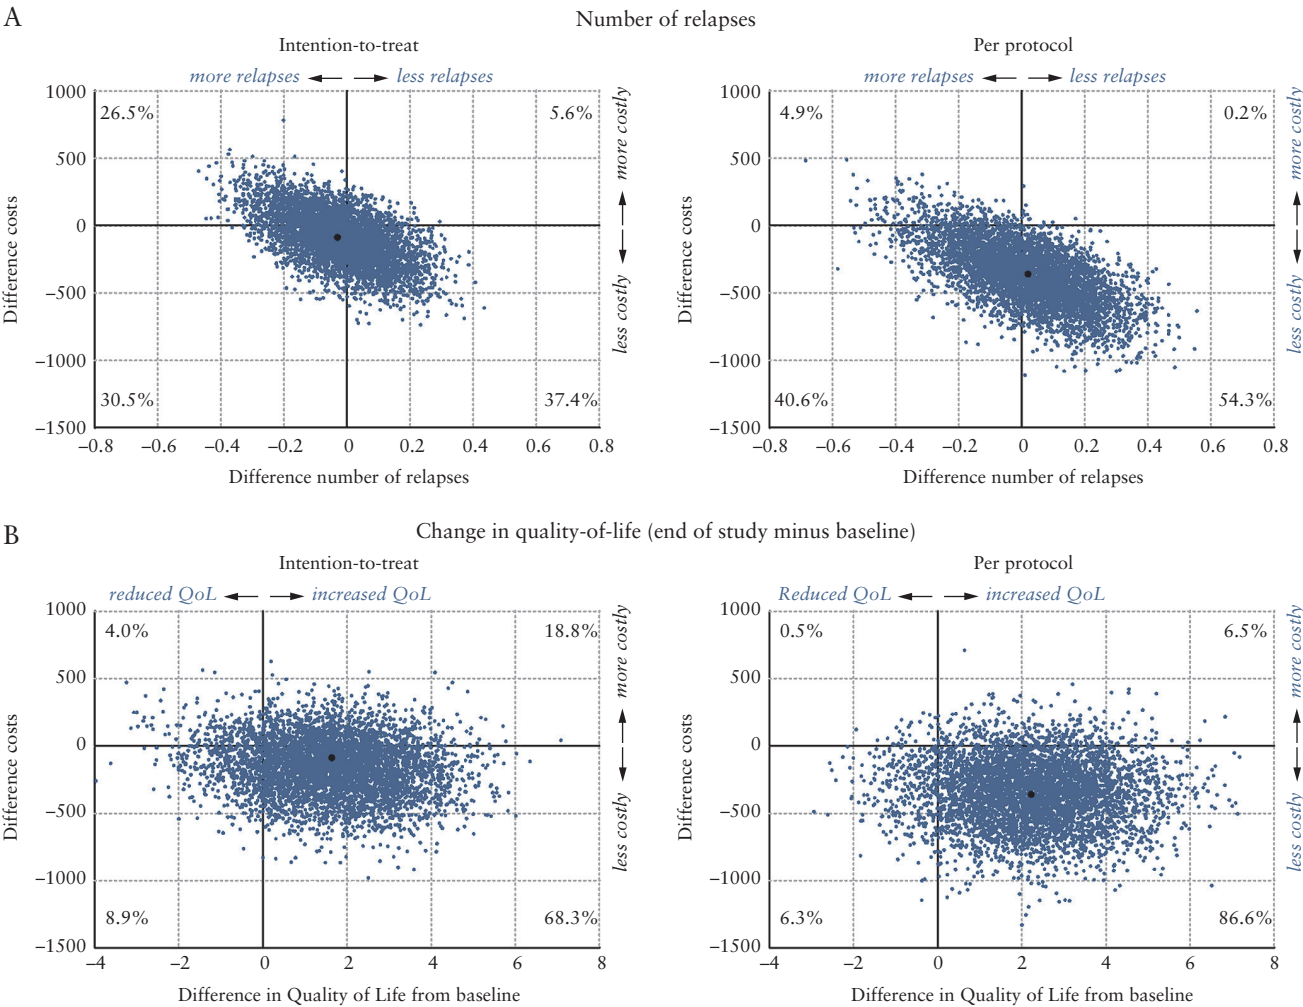 A
Number of relapses
Intention-to-treat
more relapses
less relapses
1000
500
0
−500
−1000
−1500
−0.8
−0.6
−0.4
−0.2
0
0.2
0.4
0.6
0.8
26.5%
5.6%
30.5%
37.4%
Difference costs
Difference number of relapses
more costly
less costly
Per protocol
more relapses
less relapses
1000
500
0
−500
−1000
−1500
−0.8
−0.6
−0.4
−0.2
0
0.2
0.4
0.6
0.8
4.9%
0.2%
40.6%
54.3%
Difference costs
Difference number of relapses
more costly
less costly
B
Change in quality-of-life (end of study minus baseline)
Intention-to-treat
reduced QoL
increased QoL
1000
500
0
−500
−1000
−1500
−4
−2
0
2
4
6
8
4.0%
18.8%
8.9%
68.3%
Difference costs
Difference in Quality of Life from baseline
more costly
less costly
Per protocol
Reduced QoL
increased QoL
1000
500
0
−500
−1000
−1500
−4
−2
0
2
4
6
8
0.5%
6.5%
6.3%
86.6%
Difference costs
Difference in Quality of Life from baseline
more costly
less costly